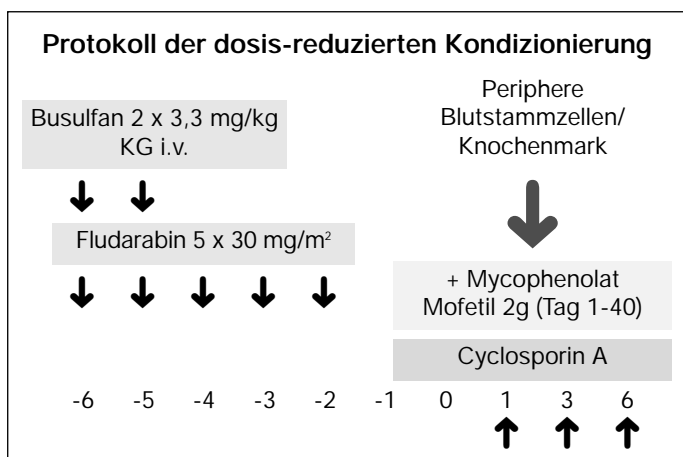 Protokoll der dosis-reduzierten Kondizionierung
Busulfan 2 x 3,3 mg/kg
KG i.v.
Periphere
Blutstammzellen/
Knochenmark
Fludarabin 5 x 30 mg/m²
+ Mycophenolat
Mofetil 2g (Tag 1-40)
Cyclosporin A
-6 -5 -4 -3 -2 -1 0 1 3 6